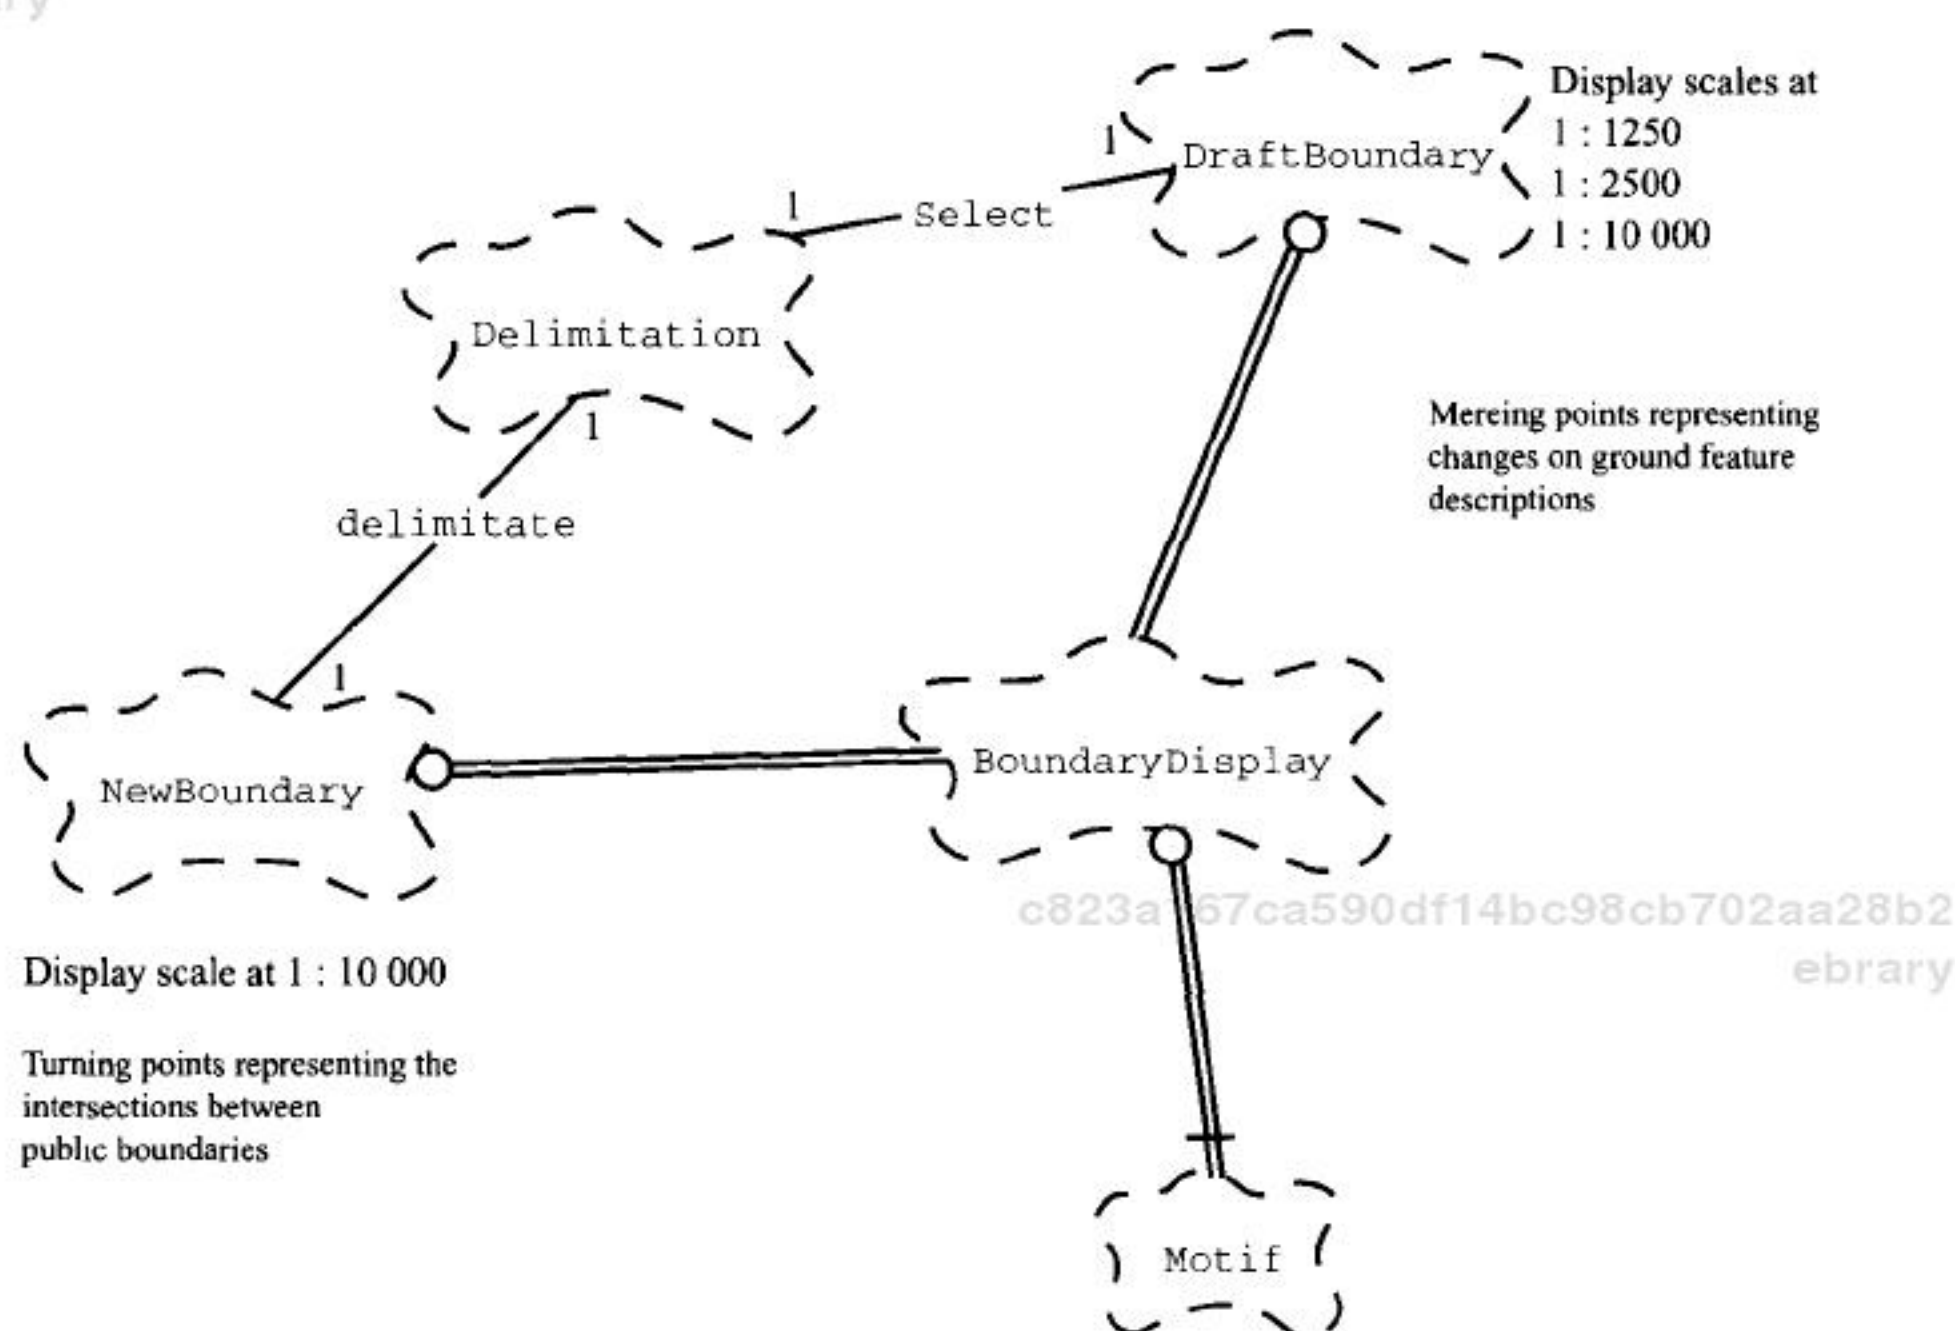 Display scales at
1 : 1250
1 : 2500
1 : 10 000
1
DraftBoundary
1
Select
Delimitation
1
Mereing points representing
changes on ground feature
descriptions
delimitate
1
BoundaryDisplay
NewBoundary
Display scale at 1 : 10 000
ebrary
Turning points representing the
intersections between
public boundaries
Motif